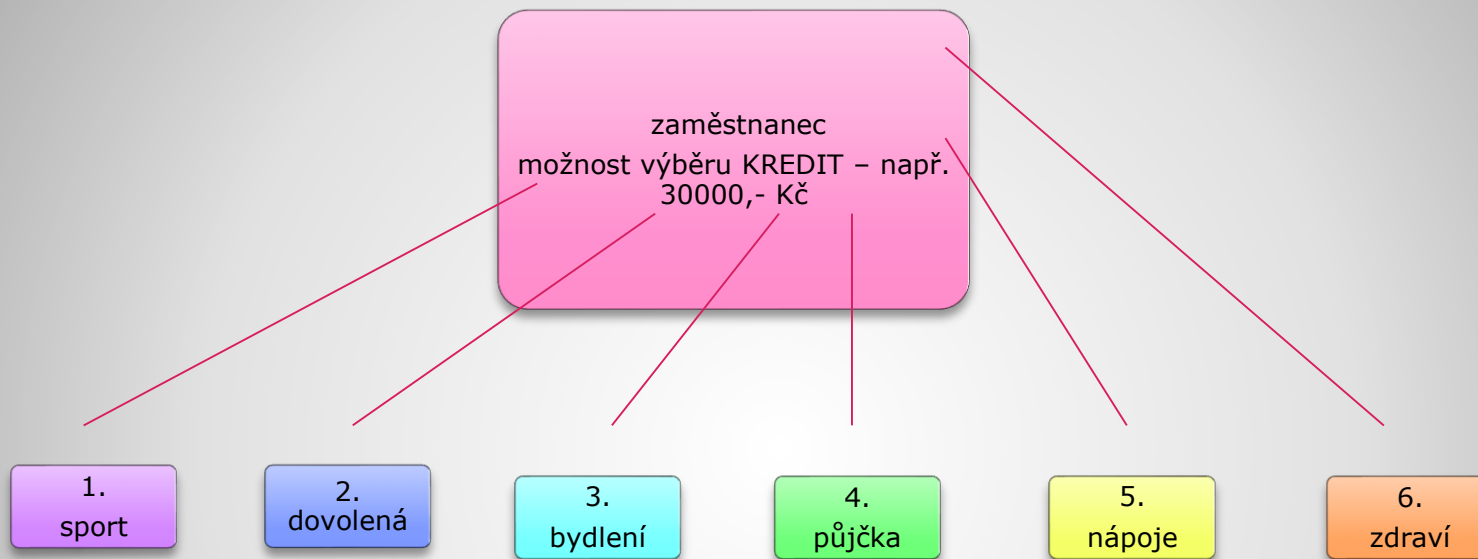 zaměstnanec
možnost výběru KREDIT – např.
30000,- Kč
1.
sport
2.
dovolená
3.
bydlení
4.
půjčka
5.
nápoje
6.
zdraví